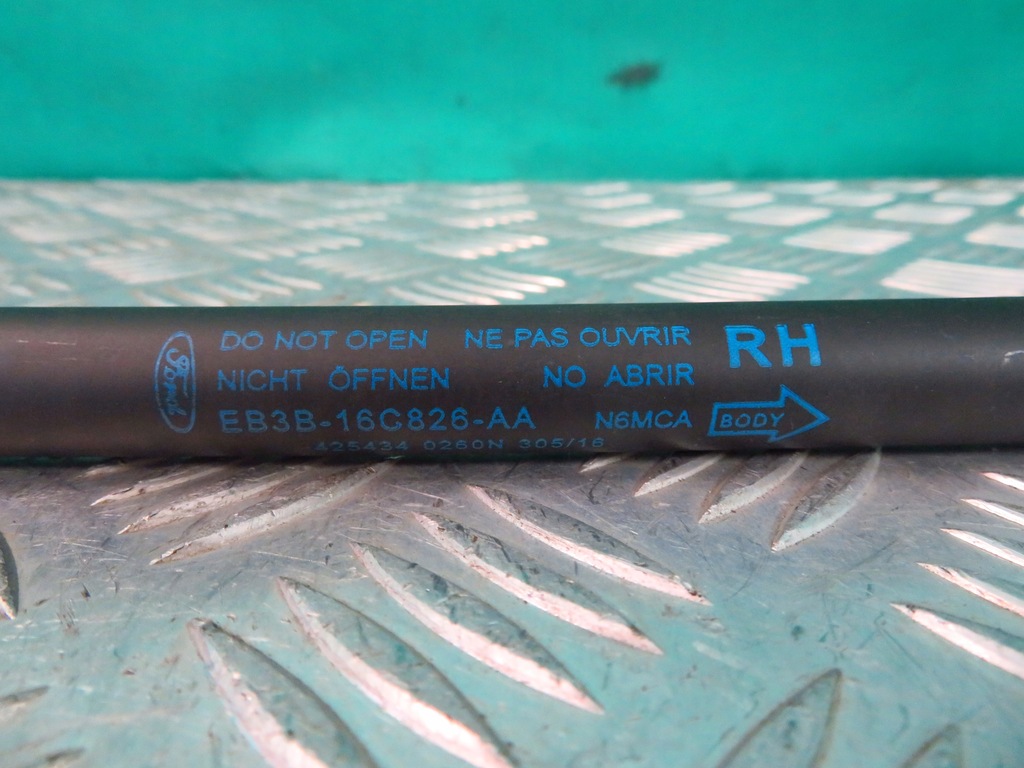 Ford
DO NOT OPEN NE PAS OUVRIR
NICHT ÖFFNEN NO ABRIR
EB3B-16C826-AA N6MCA
425434 0260N 305/16
RH
BODY